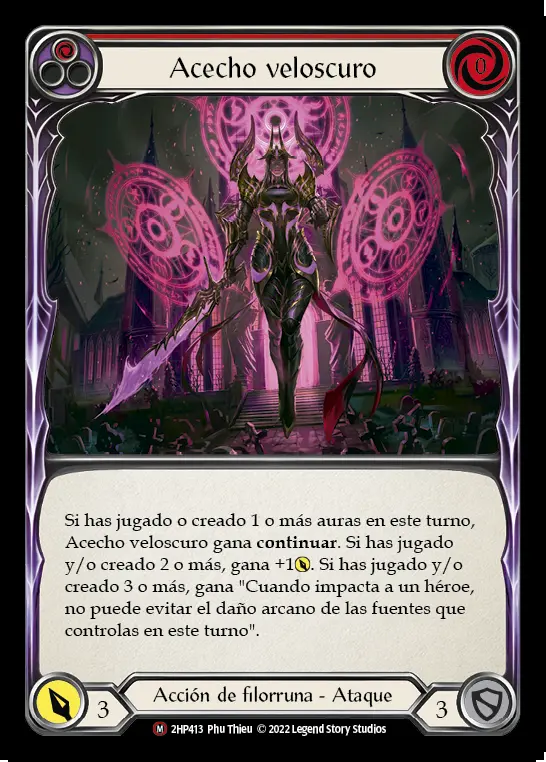 Acecho veloscuro
0
Si has jugado o creado 1 o más auras en este turno,
Acecho veloscuro gana continuar. Si has jugado
y/o creado 2 o más, gana +1. Si has jugado y/o
creado 3 o más, gana "Cuando impacta a un héroe,
no puede evitar el daño arcano de las fuentes que
controlas en este turno".
3
Acción de filorruna - Ataque
3
M 2HP413 Phu Thieu © 2022 Legend Story Studios